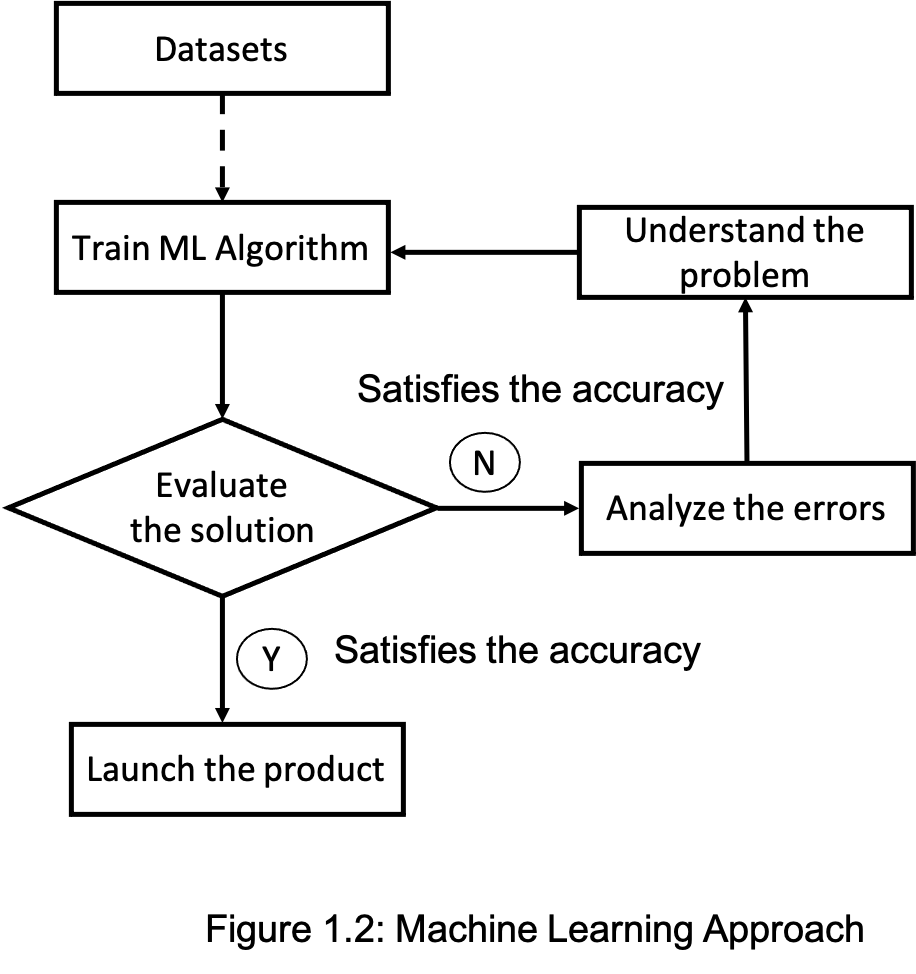 Datasets
Train ML Algorithm
Understand the
problem
Satisfies the accuracy
N
Evaluate
the solution
Analyze the errors
Y
Satisfies the accuracy
Launch the product
Figure 1.2: Machine Learning Approach